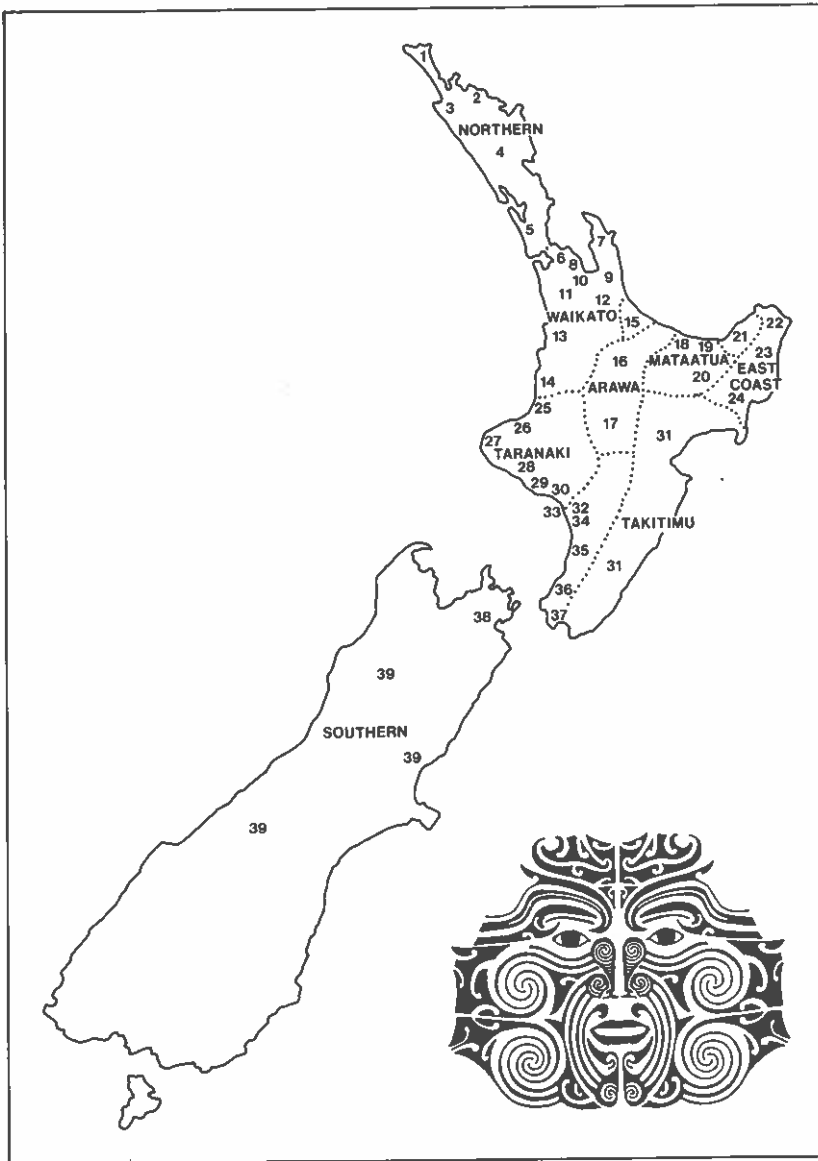 1
2
3
NORTHERN
4
5
7
6 8
9
10
11
12
WAIKATO 15
13
18 19 21 22
16 MATAATUA 23
20 EAST
14 ARAWA COAST
25 24
26 17 31
27
TARANAKI
28
29 30
33 32
34 TAKITIMU
35
31
36
37
38
39
SOUTHERN
39
39